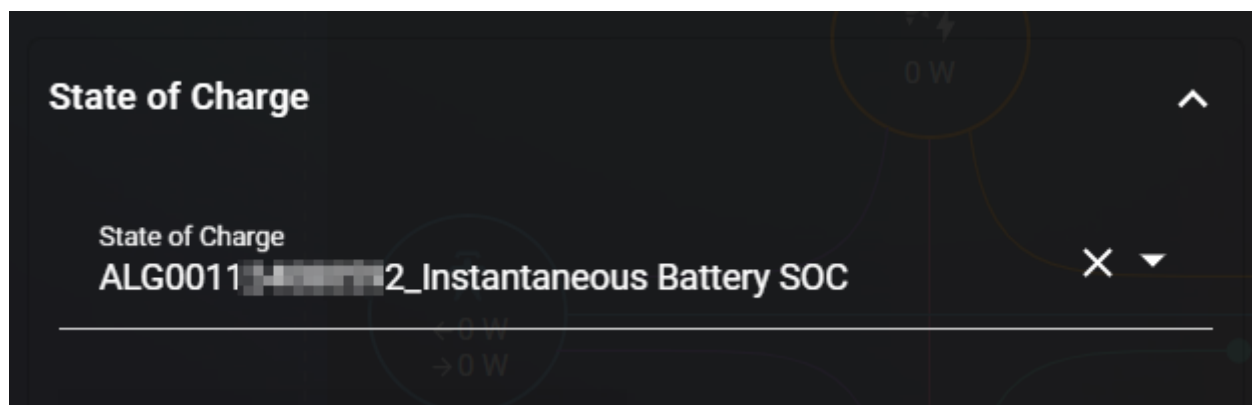 0 W
State of Charge
State of Charge
ALG0011 2_Instantaneous Battery SOC
←0 W
→0 W